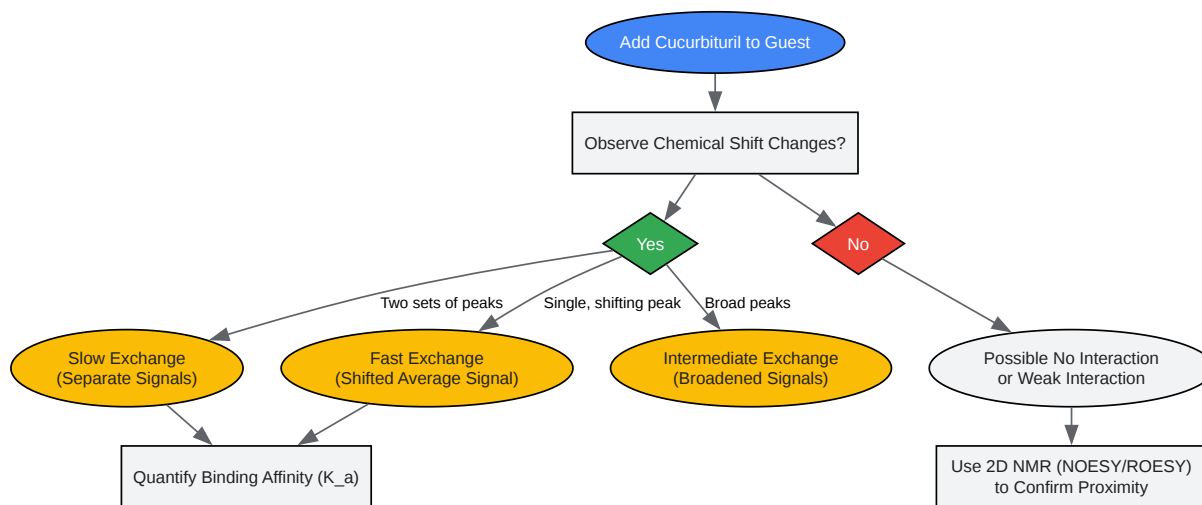 Add Cucurbituril to Guest
Observe Chemical Shift Changes?
Yes
No
Two sets of peaks
Single, shifting peak
Broad peaks
Slow Exchange
(Separate Signals)
Fast Exchange
(Shifted Average Signal)
Intermediate Exchange
(Broadened Signals)
Possible No Interaction
or Weak Interaction
Quantify Binding Affinity (K_a)
Use 2D NMR (NOESY/ROESY)
to Confirm Proximity